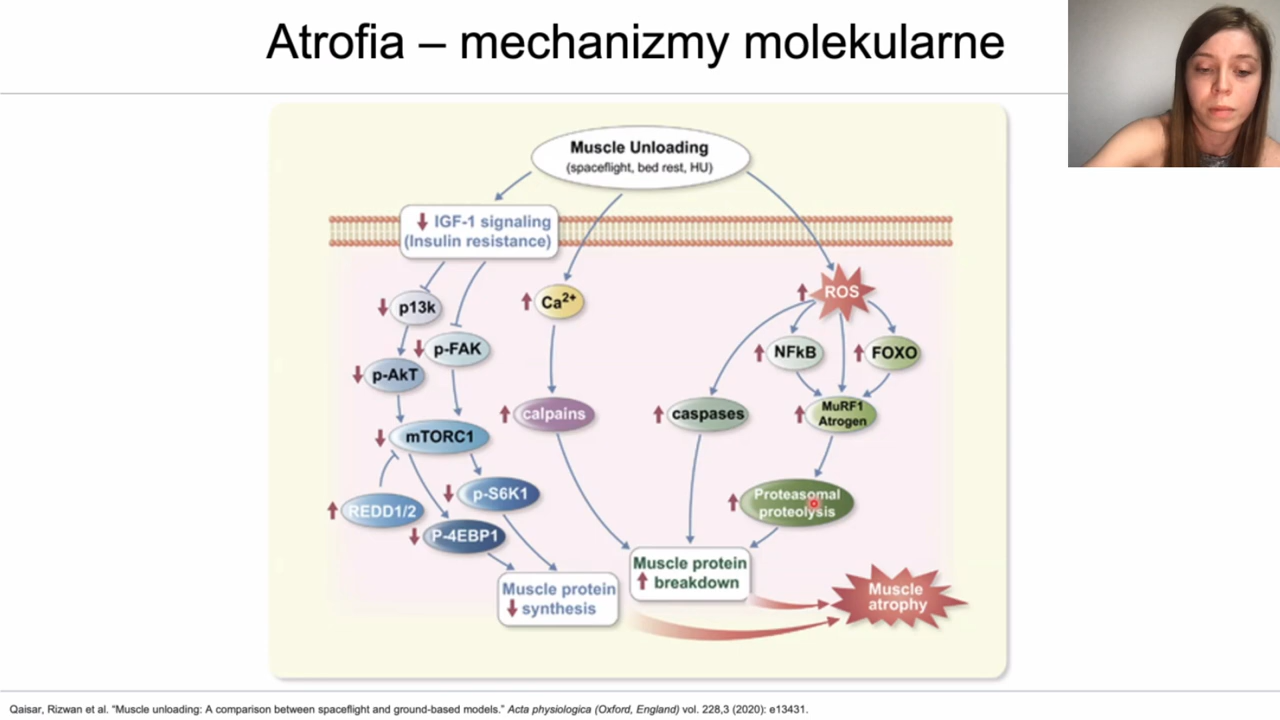 Atrofia – mechanizmy molekularne
Muscle Unloading
(spaceflight, bed rest, HU)
IGF-1 signaling
(Insulin resistance)
p13k
p-FAK
p-AkT
mTORC1
REDD1/2
p-S6K1
P-4EBP1
Muscle protein
synthesis
Ca²⁺
calpains
ROS
NFkB
FOXO
caspases
MuRF1
Atrogen
Proteasomal
proteolysis
Muscle protein
breakdown
Muscle
atrophy
Qaisar, Rizwan et al. “Muscle unloading: A comparison between spaceflight and ground-based models.” Acta physiologica (Oxford, England) vol. 228,3 (2020): e13431.